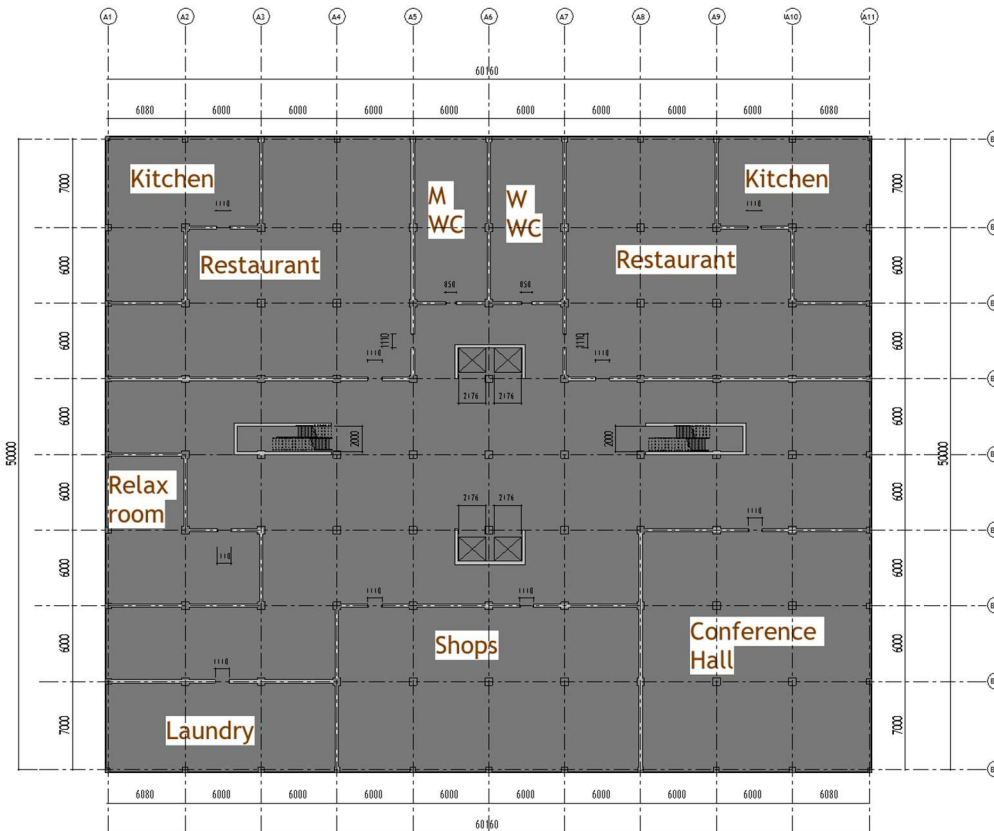 A1 A2 A3 A4 A5 A6 A7 A8 A9 A10 A11
60160
6080 6000 6000 6000 6000 6000 6000 6000 6000 6080
7000 Kitchen M WC W WC Kitchen 7000
1110 1110
6000 Restaurant Restaurant 6000
850 850
6000 1110 1110 6000
1110 1110
2176 2176
6000 2000 2000 6000
50000 50000
6000 Relax room 2176 2176 6000
1110
1110
6000 6000
1110 1110
6000 Shops Conference Hall 6000
1110
7000 Laundry 7000
6080 6000 6000 6000 6000 6000 6000 6000 6000 6080
60160